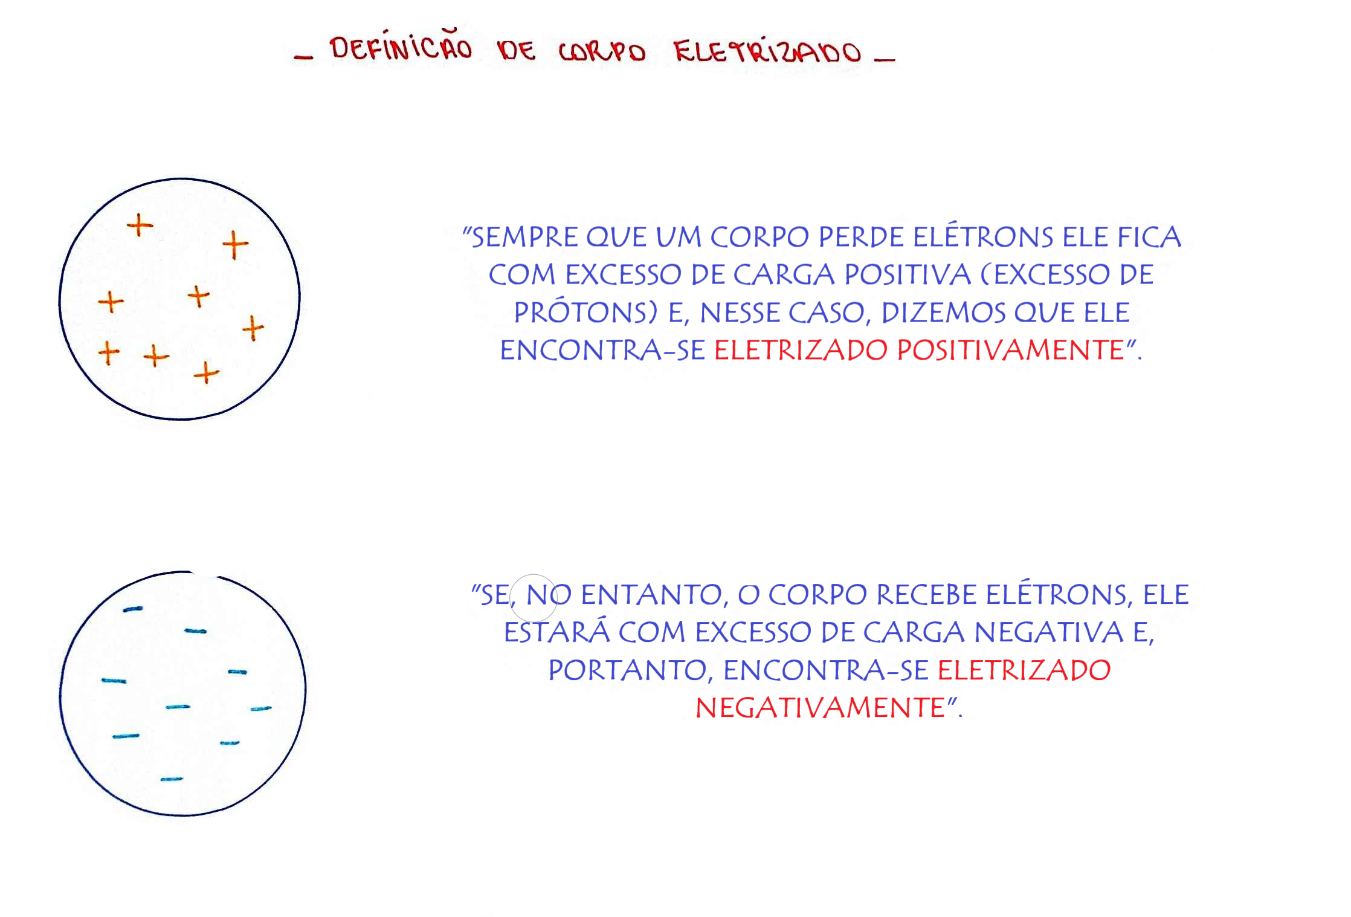 – DEFINICÃO DE CORPO ELETRIZADO –
"SEMPRE QUE UM CORPO PERDE ELÉTRONS ELE FICA
COM EXCESSO DE CARGA POSITIVA (EXCESSO DE
PRÓTONS) E, NESSE CASO, DIZEMOS QUE ELE
ENCONTRA-SE ELETRIZADO POSITIVAMENTE".
"SE, NO ENTANTO, O CORPO RECEBE ELÉTRONS, ELE
ESTARÁ COM EXCESSO DE CARGA NEGATIVA E,
PORTANTO, ENCONTRA-SE ELETRIZADO
NEGATIVAMENTE".